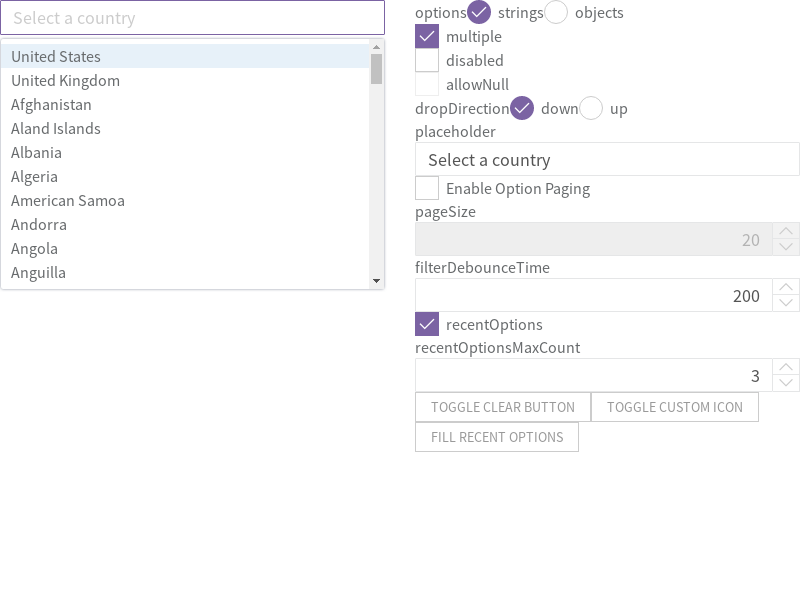 Select a country
United States
United Kingdom
Afghanistan
Aland Islands
Albania
Algeria
American Samoa
Andorra
Angola
Anguilla
options strings objects
multiple
disabled
allowNull
dropDirection down up
placeholder
Select a country
Enable Option Paging
pageSize
20
filterDebounceTime
200
recentOptions
recentOptionsMaxCount
3
TOGGLE CLEAR BUTTON TOGGLE CUSTOM ICON
FILL RECENT OPTIONS